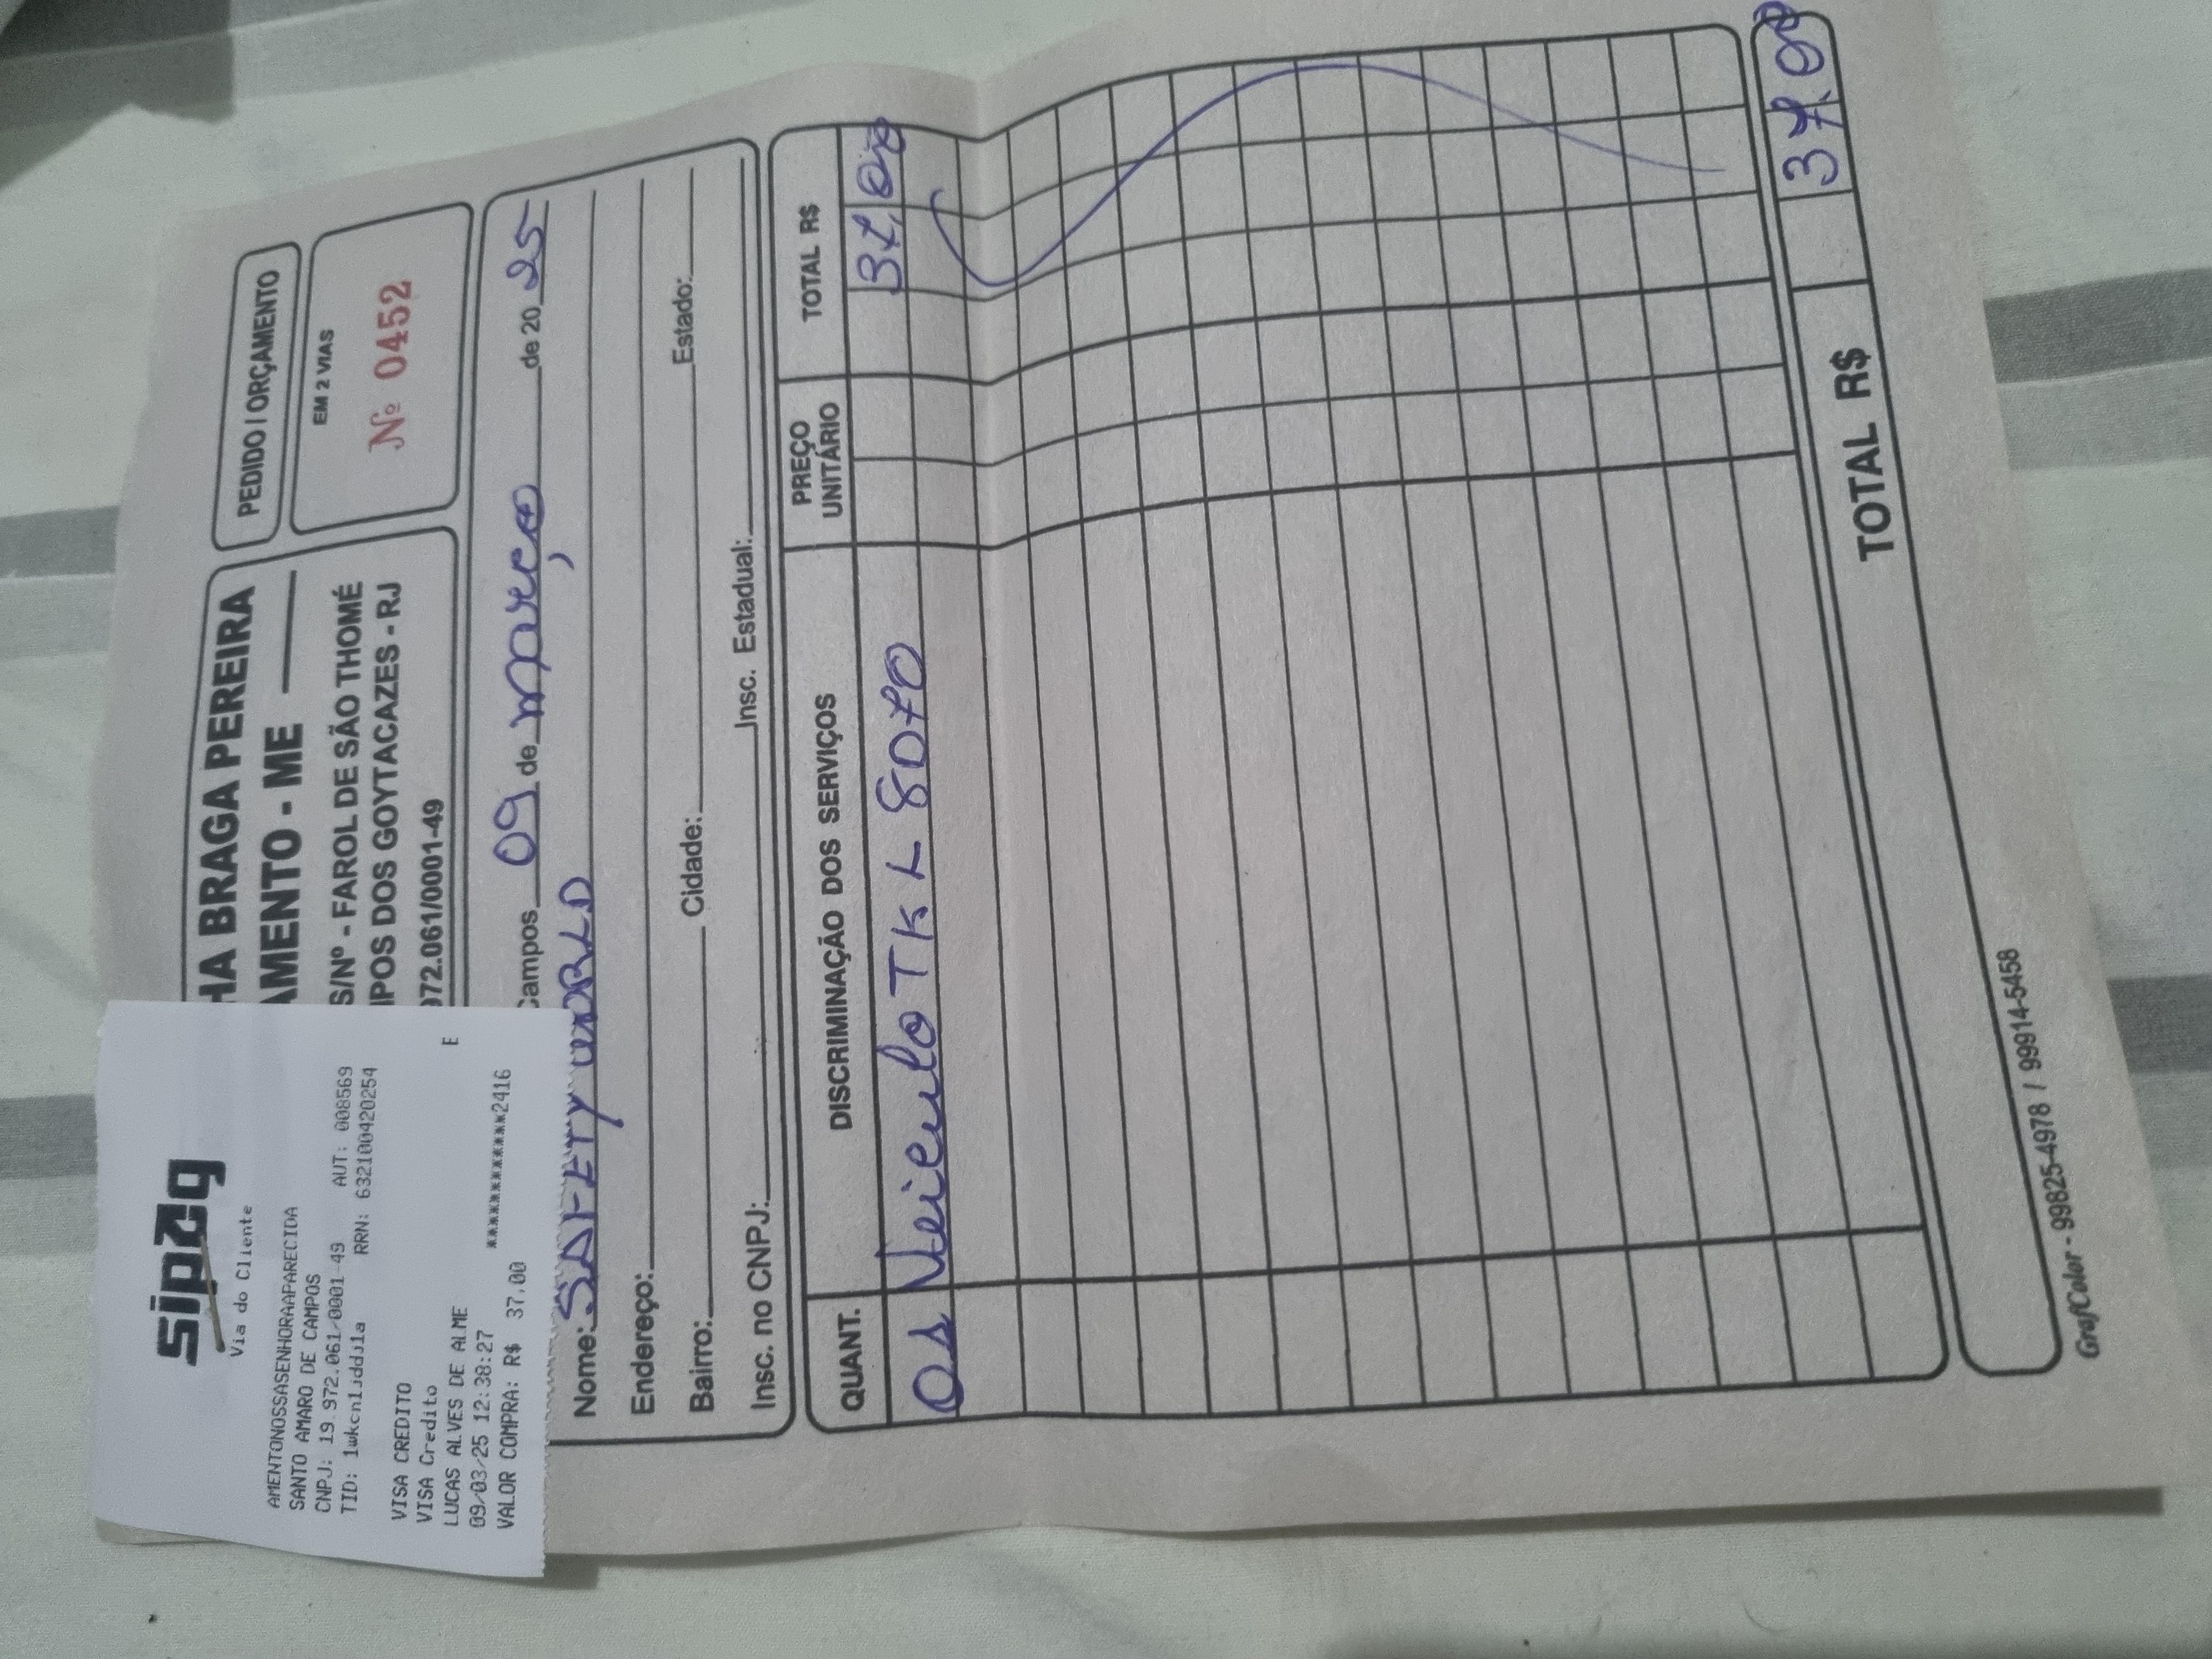 sipag
Via do Cliente
AMENTONOSSASENHORAAPARECIDA
SANTO AMARO DE CAMPOS
CNPJ: 19.972.061/0001-49 AUT: 008569
TID: RRN: 632100420254
VISA CREDITO
VISA Credito E
LUCAS ALVES DE ALME
09/03/25 12:38:27 ************2416
VALOR COMPRA: R$ 37,00
HA BRAGA PEREIRA
AMENTO - ME
S/Nº - FAROL DE SÃO THOMÉ
IPOS DOS GOYTACAZES - RJ
972.061/0001-49
PEDIDO / ORÇAMENTO
EM 2 VIAS
Nº 0452
Campos 09 de março de 20 25
Nome: SAFETY WORLD
Endereço:
Bairro: Cidade: Estado:
Insc. no CNPJ: Insc. Estadual:
QUANT. DISCRIMINAÇÃO DOS SERVIÇOS PREÇO UNITÁRIO TOTAL R$
01 Veiculo TKL 8070 37,00
TOTAL R$ 37,00
GrafColor - 99825-4978 / 99914-5458